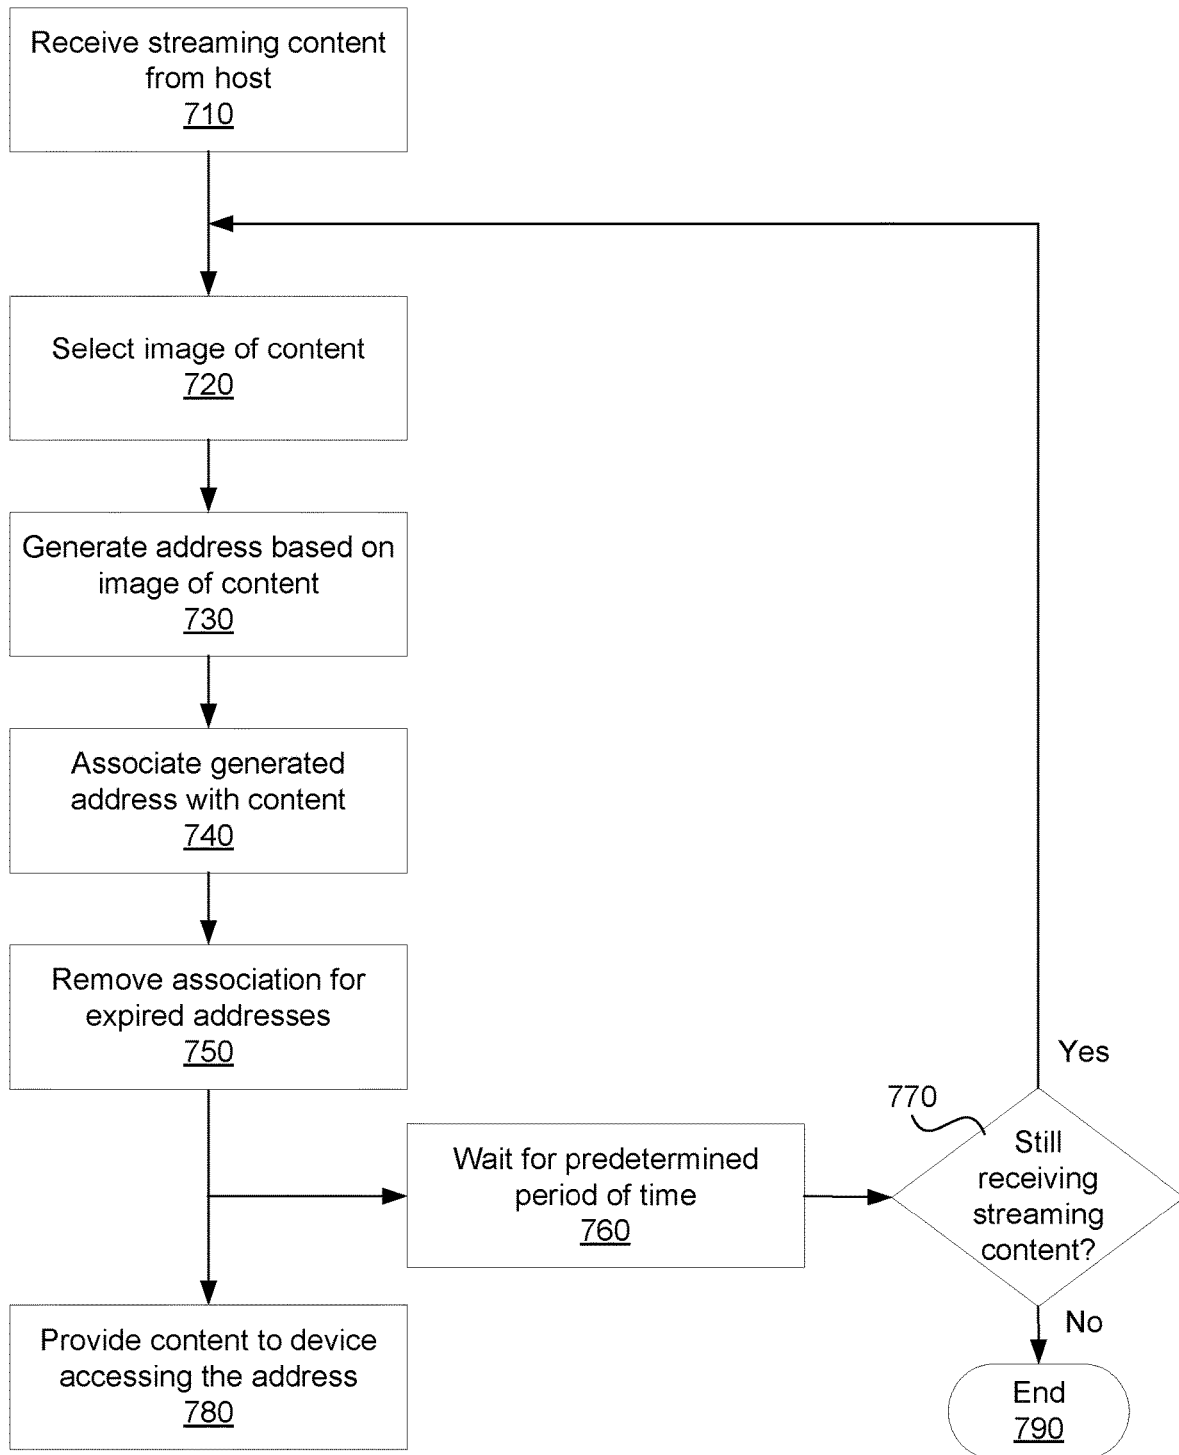 Receive streaming content
from host
710
Select image of content
720
Generate address based on
image of content
730
Associate generated
address with content
740
Remove association for
expired addresses
750
Wait for predetermined
period of time
760
770
Still
receiving
streaming
content?
Yes
No
Provide content to device
accessing the address
780
End
790